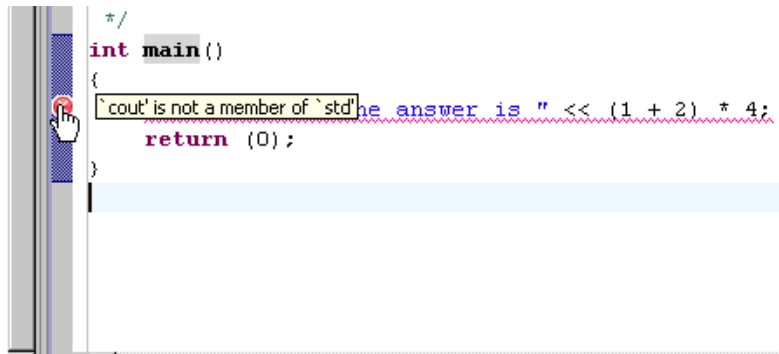 */
int main()
{
`cout' is not a member of `std' he answer is " << (1 + 2) * 4;
return (0);
}